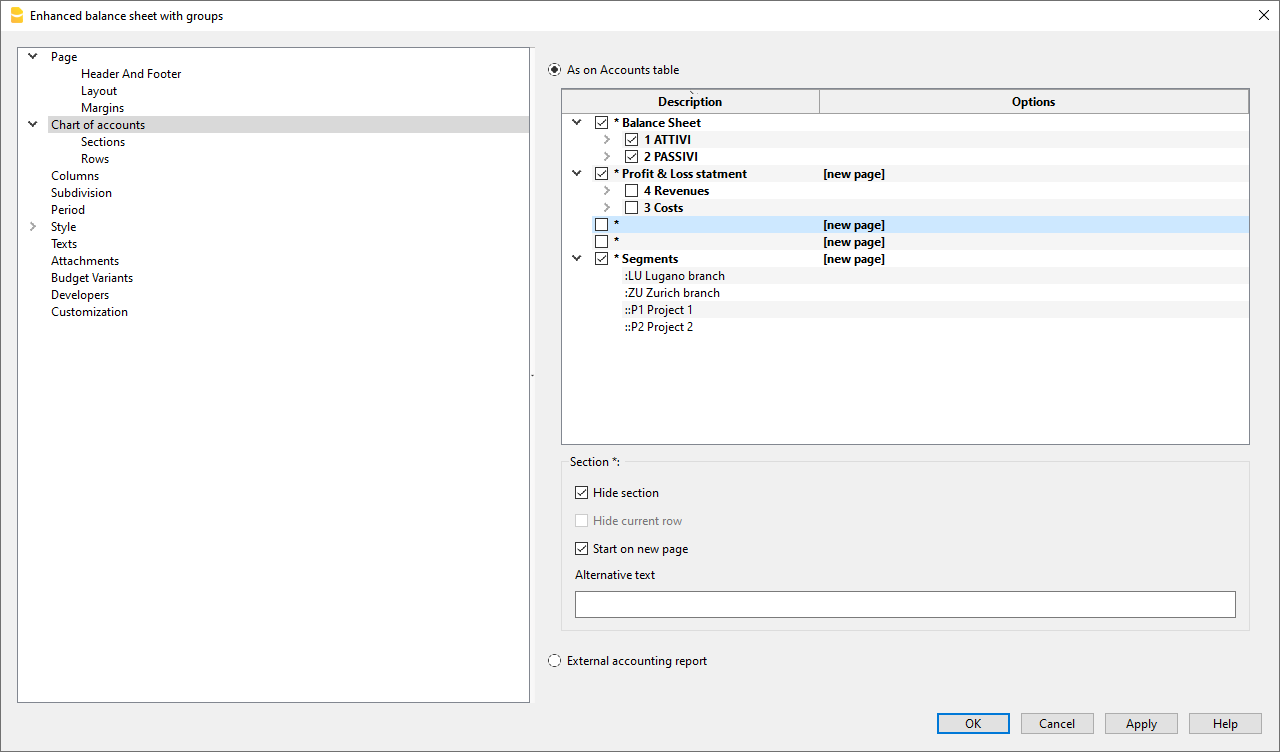 Enhanced balance sheet with groups
Page
Header And Footer
Layout
Margins
Chart of accounts
Sections
Rows
Columns
Subdivision
Period
Style
Texts
Attachments
Budget Variants
Developers
Customization
As on Accounts table
Description Options
* Balance Sheet
1 ATTIVI
2 PASSIVI
* Profit & Loss statment [new page]
4 Revenues
3 Costs
* [new page]
* [new page]
* Segments [new page]
:LU Lugano branch
:ZU Zurich branch
::P1 Project 1
::P2 Project 2
Section *:
Hide section
Hide current row
Start on new page
Alternative text
External accounting report
OK Cancel Apply Help